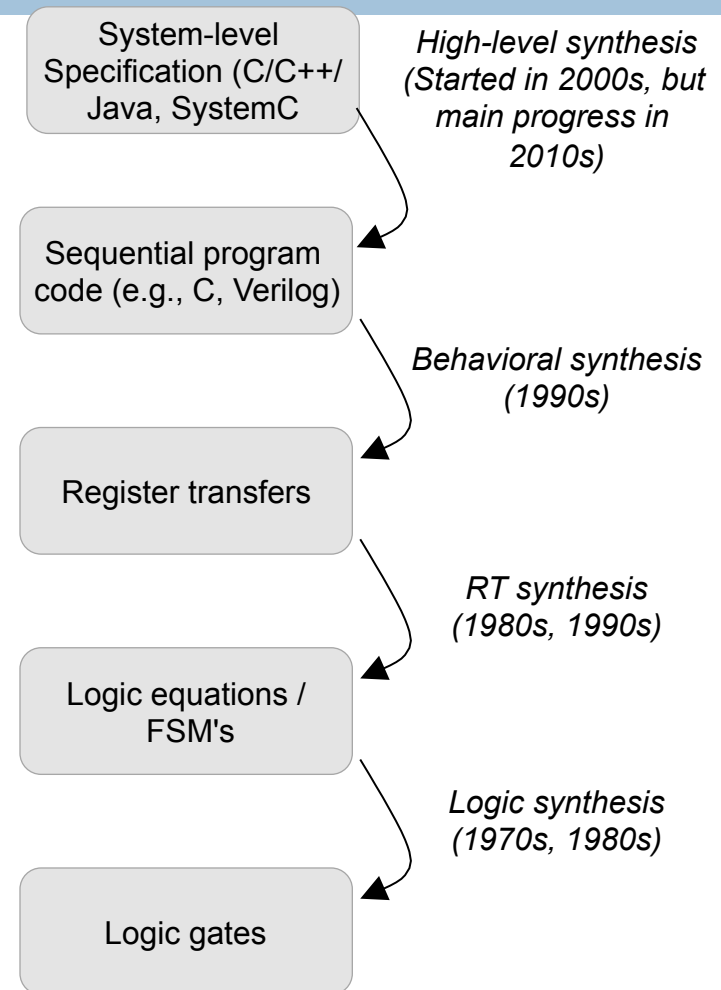 System-level
Specification (C/C++/
Java, SystemC
High-level synthesis
(Started in 2000s, but
main progress in
2010s)
Sequential program
code (e.g., C, Verilog)
Behavioral synthesis
(1990s)
Register transfers
RT synthesis
(1980s, 1990s)
Logic equations /
FSM's
Logic synthesis
(1970s, 1980s)
Logic gates